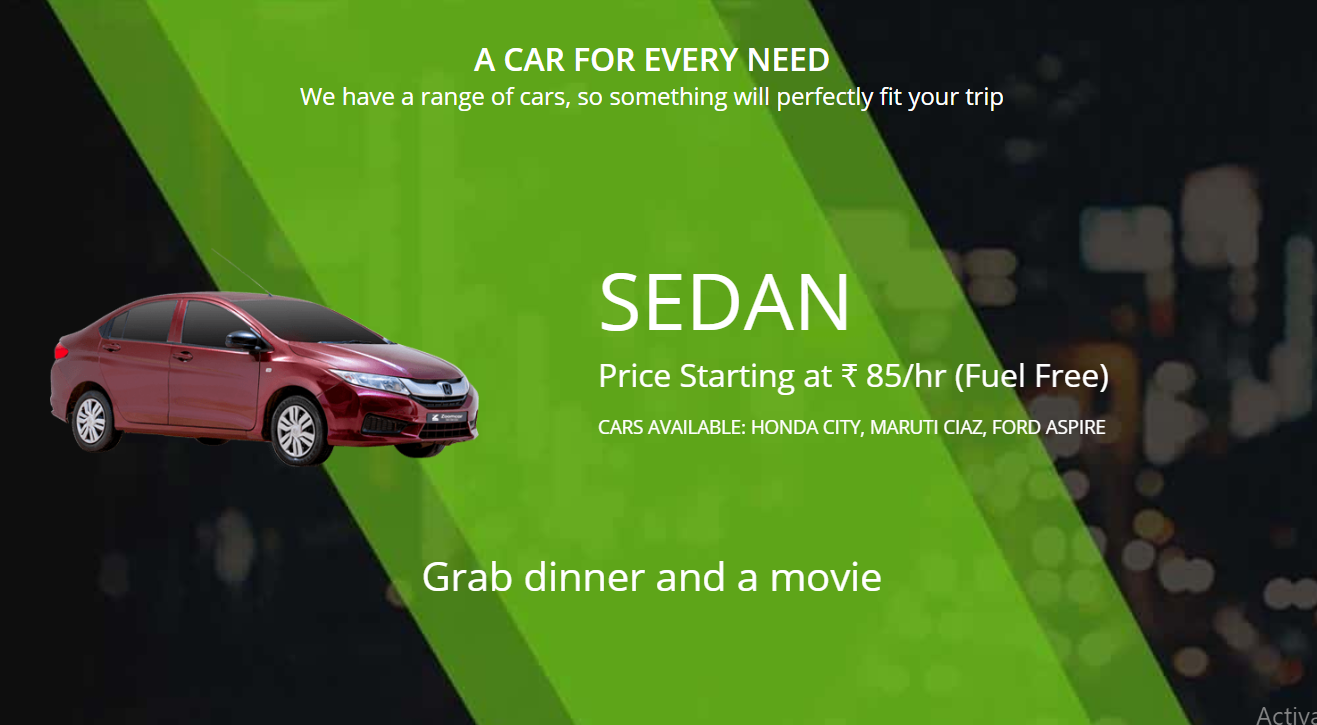 A CAR FOR EVERY NEED
We have a range of cars, so something will perfectly fit your trip
SEDAN
Price Starting at ₹ 85/hr (Fuel Free)
CARS AVAILABLE: HONDA CITY, MARUTI CIAZ, FORD ASPIRE
Grab dinner and a movie
Activa